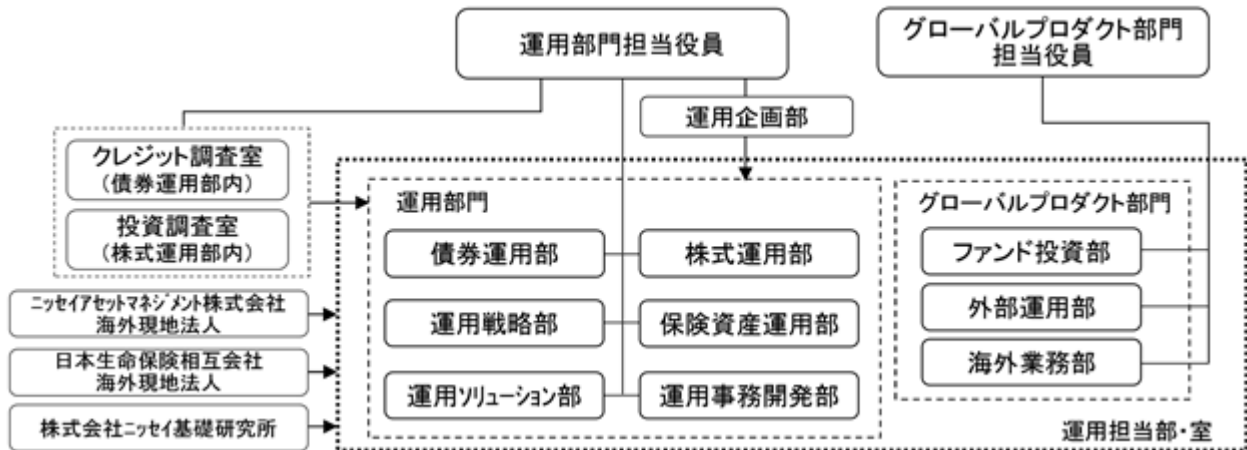 運用部門担当役員
グローバルプロダクト部門
担当役員
運用企画部
クレジット調査室
(債券運用部内)
投資調査室
(株式運用部内)
ニッセイアセットマネジメント株式会社
海外現地法人
日本生命保険相互会社
海外現地法人
株式会社ニッセイ基礎研究所
運用部門
債券運用部
株式運用部
運用戦略部
保険資産運用部
運用ソリューション部
運用事務開発部
グローバルプロダクト部門
ファンド投資部
外部運用部
海外業務部
運用担当部・室